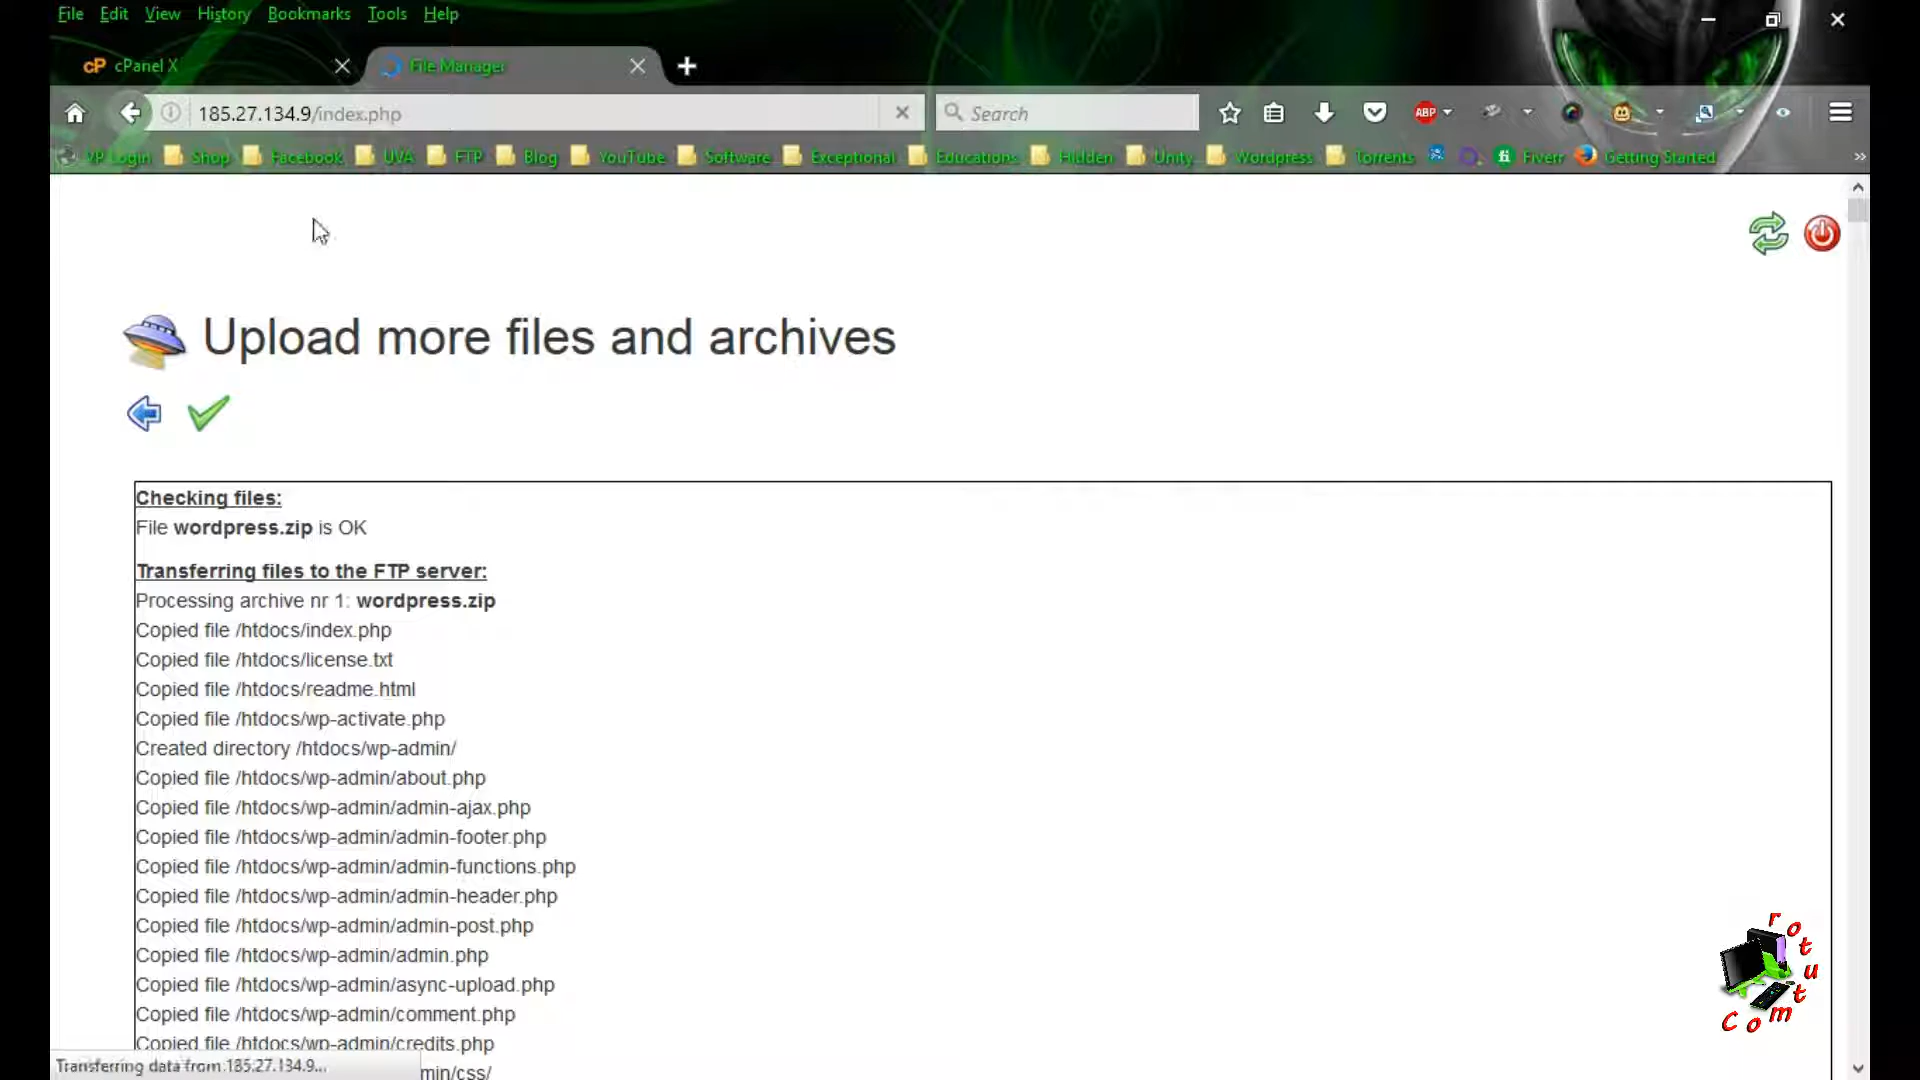 File Edit View History Bookmarks Tools Help
cP cPanel X File Manager
185.27.134.9/index.php Search ABP
VP Login Shop Facebook UVA FTP Blog YouTube Software Exceptional Educations Hidden Unity Wordpress Torrents fi Fiverr Getting Started
Upload more files and archives
Checking files:
File wordpress.zip is OK
Transferring files to the FTP server:
Processing archive nr 1: wordpress.zip
Copied file /htdocs/index.php
Copied file /htdocs/license.txt
Copied file /htdocs/readme.html
Copied file /htdocs/wp-activate.php
Created directory /htdocs/wp-admin/
Copied file /htdocs/wp-admin/about.php
Copied file /htdocs/wp-admin/admin-ajax.php
Copied file /htdocs/wp-admin/admin-footer.php
Copied file /htdocs/wp-admin/admin-functions.php
Copied file /htdocs/wp-admin/admin-header.php
Copied file /htdocs/wp-admin/admin-post.php
Copied file /htdocs/wp-admin/admin.php
Copied file /htdocs/wp-admin/async-upload.php
Copied file /htdocs/wp-admin/comment.php
Copied file /htdocs/wp-admin/credits.php
min/css/
Transferring data from 185.27.134.9...
Comtutor